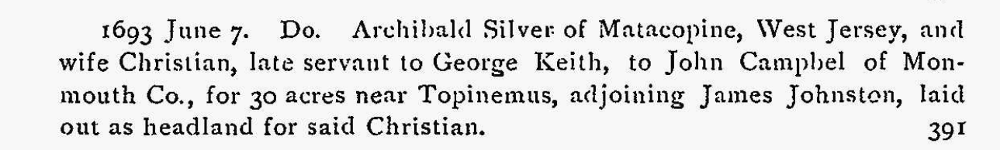 1693 June 7. Do. Archibald Silver of Matacopine, West Jersey, and
wife Christian, late servant to George Keith, to John Campbel of Mon-
mouth Co., for 30 acres near Topinemus, adjoining James Johnston, laid
out as headland for said Christian. 391